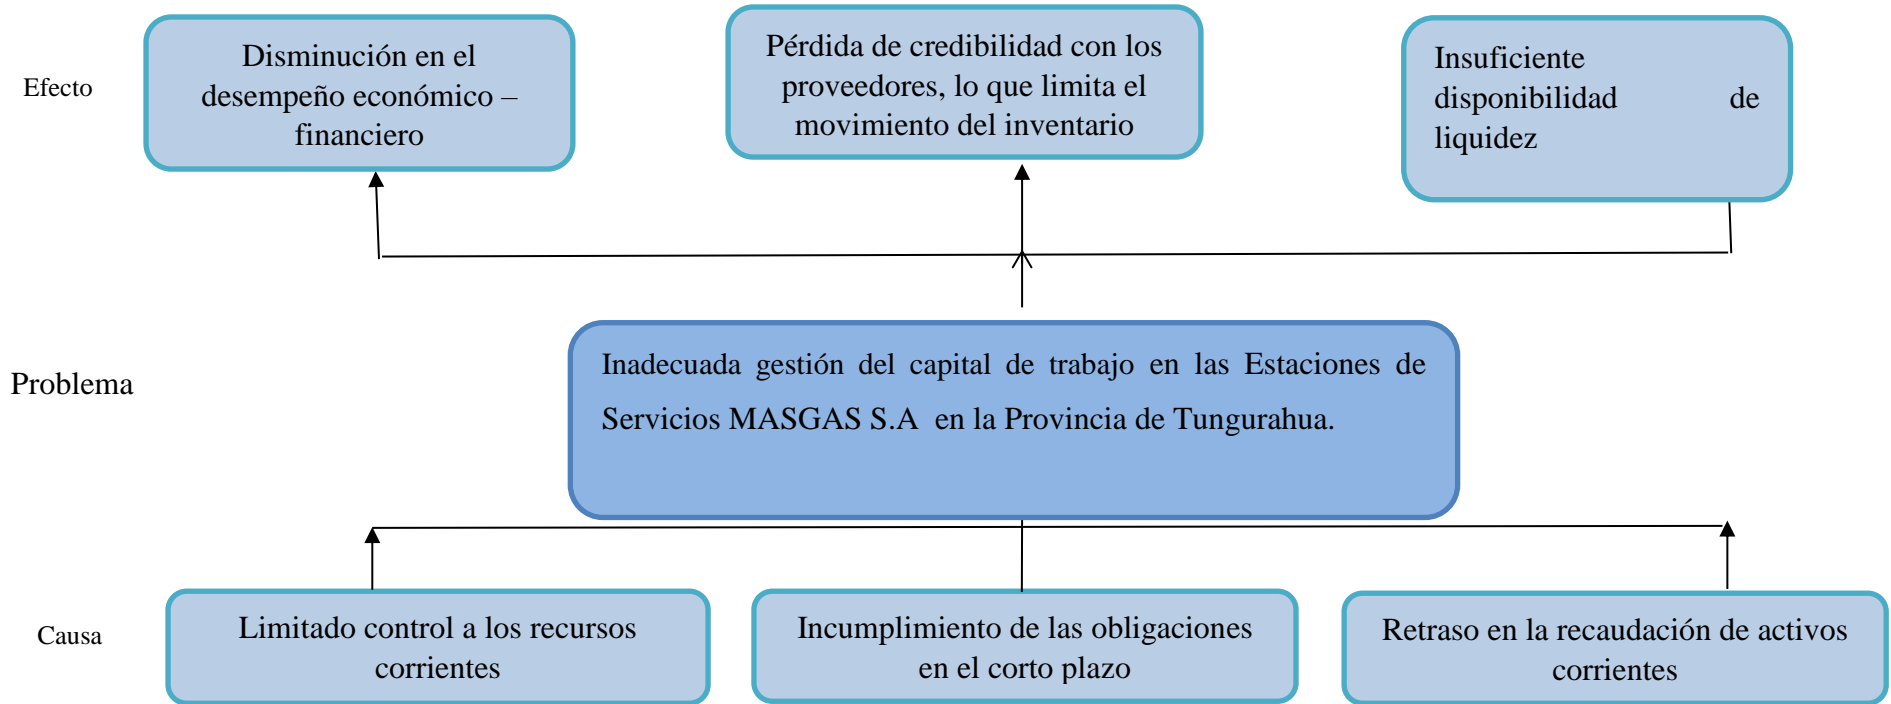 Efecto
Disminución en el
desempeño económico –
financiero
Pérdida de credibilidad con los
proveedores, lo que limita el
movimiento del inventario
Insuficiente
disponibilidad de
liquidez
Problema
Inadecuada gestión del capital de trabajo en las Estaciones de
Servicios MASGAS S.A en la Provincia de Tungurahua.
Causa
Limitado control a los recursos
corrientes
Incumplimiento de las obligaciones
en el corto plazo
Retraso en la recaudación de activos
corrientes